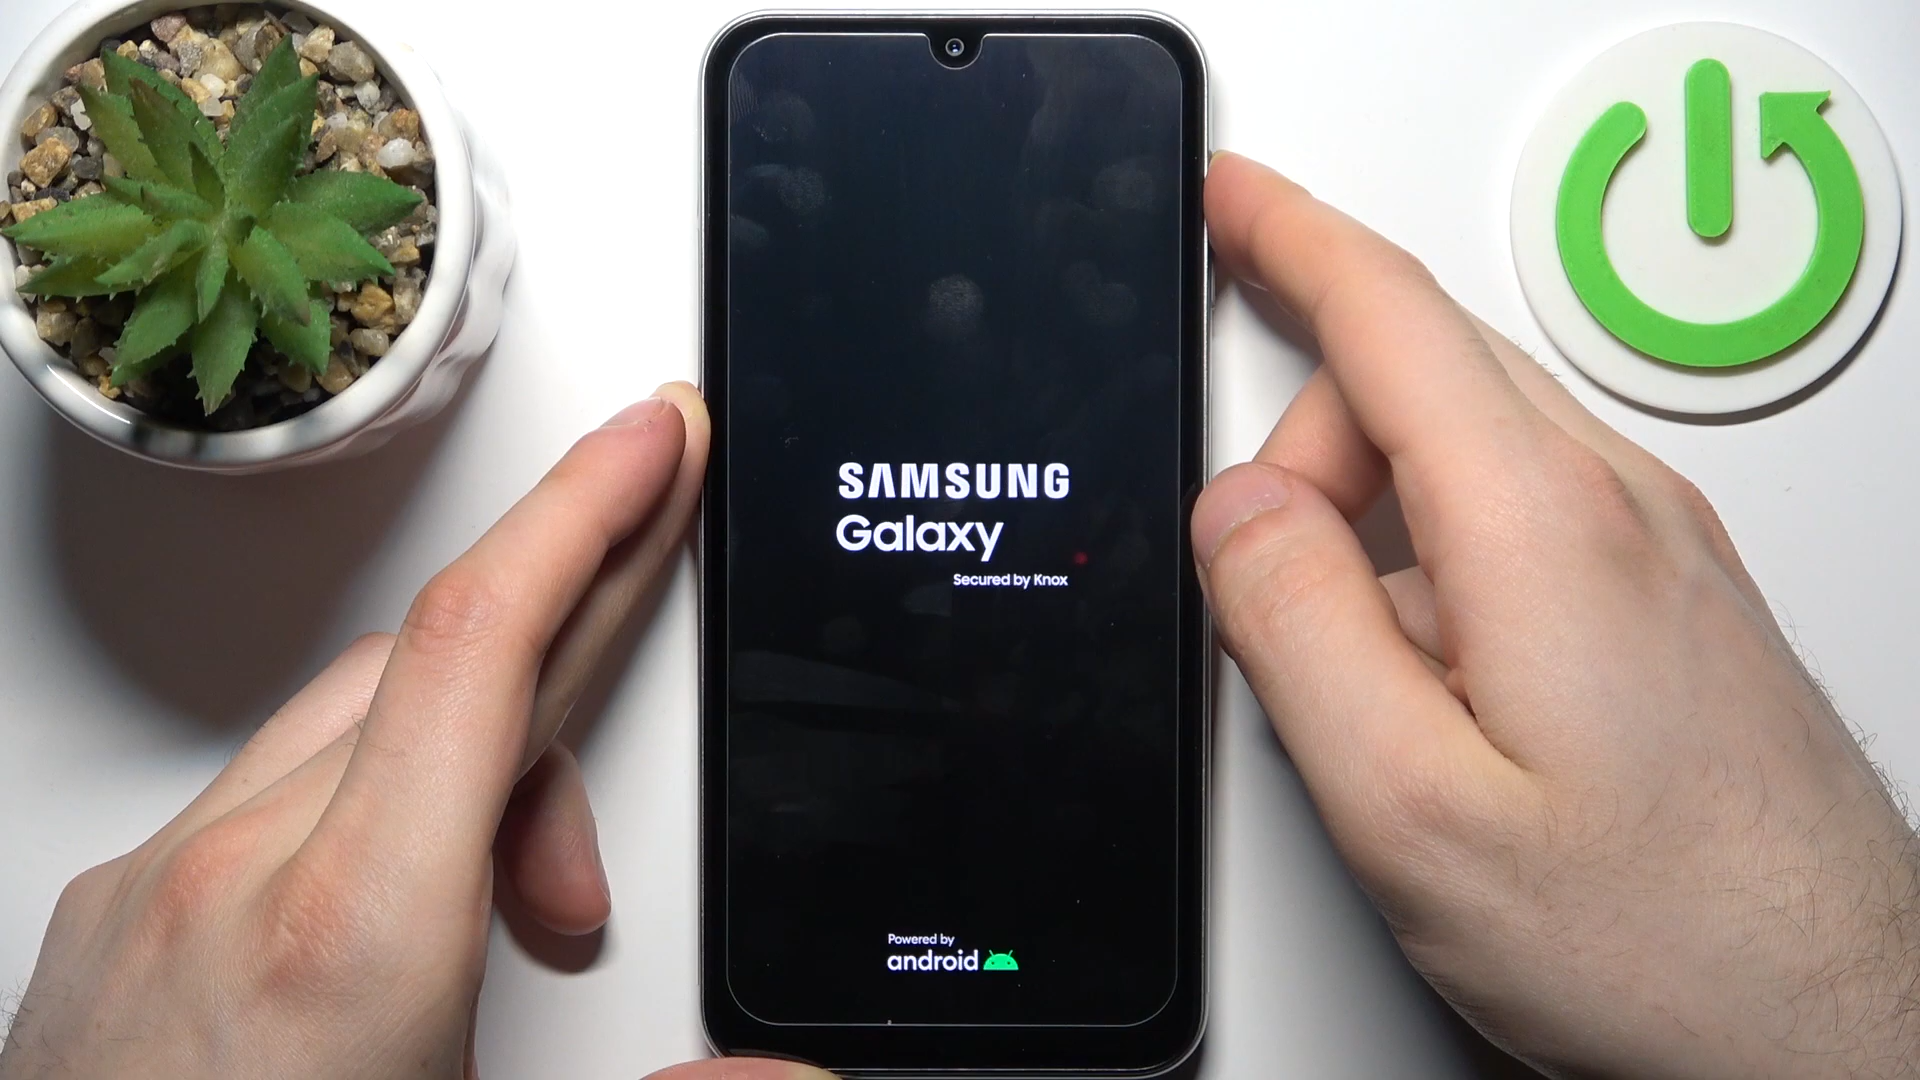 SAMSUNG
Galaxy
Secured by Knox
Powered by
android